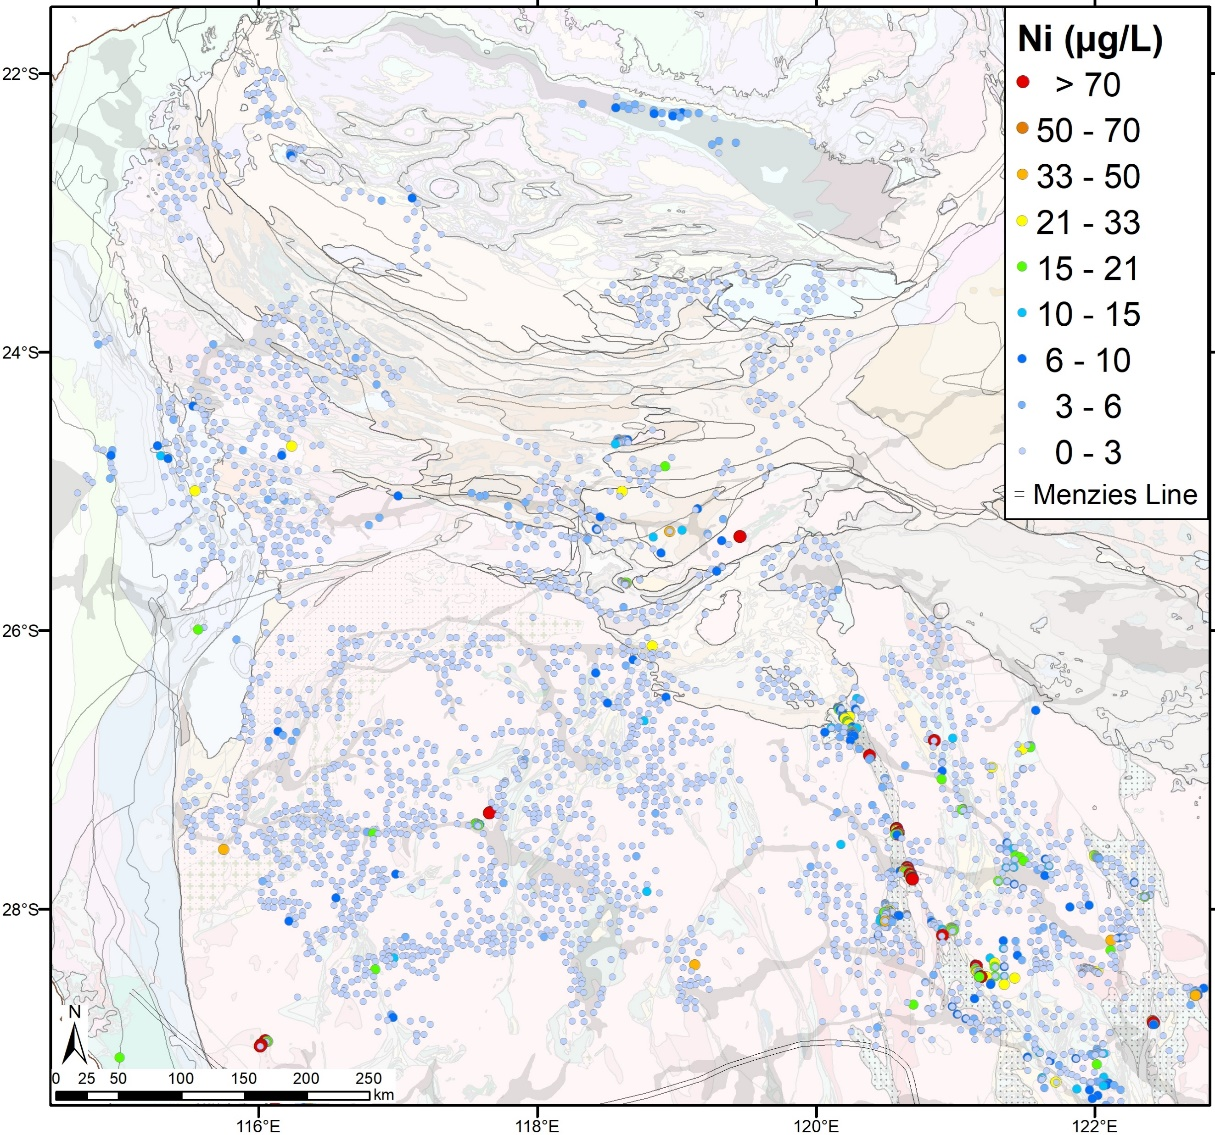 Ni (µg/L)
> 70
50 - 70
33 - 50
21 - 33
15 - 21
10 - 15
6 - 10
3 - 6
0 - 3
= Menzies Line
22°S
24°S
26°S
28°S
N
0 25 50 100 150 200 250
km
116°E 118°E 120°E 122°E